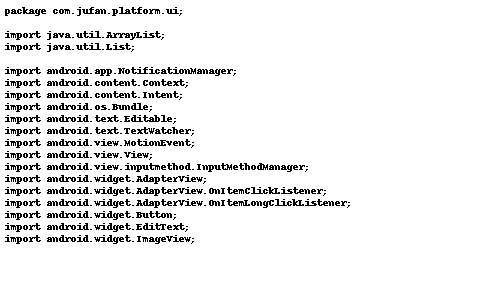 package com.jufan.platform.ui;
import java.util.ArrayList;
import java.util.List;
import android.app.NotificationManager;
import android.content.Context;
import android.content.Intent;
import android.os.Bundle;
import android.text.Editable;
import android.text.TextWatcher;
import android.view.MotionEvent;
import android.view.View;
import android.view.inputmethod.InputMethodManager;
import android.widget.AdapterView;
import android.widget.AdapterView.OnItemClickListener;
import android.widget.AdapterView.OnItemLongClickListener;
import android.widget.Button;
import android.widget.EditText;
import android.widget.ImageView;